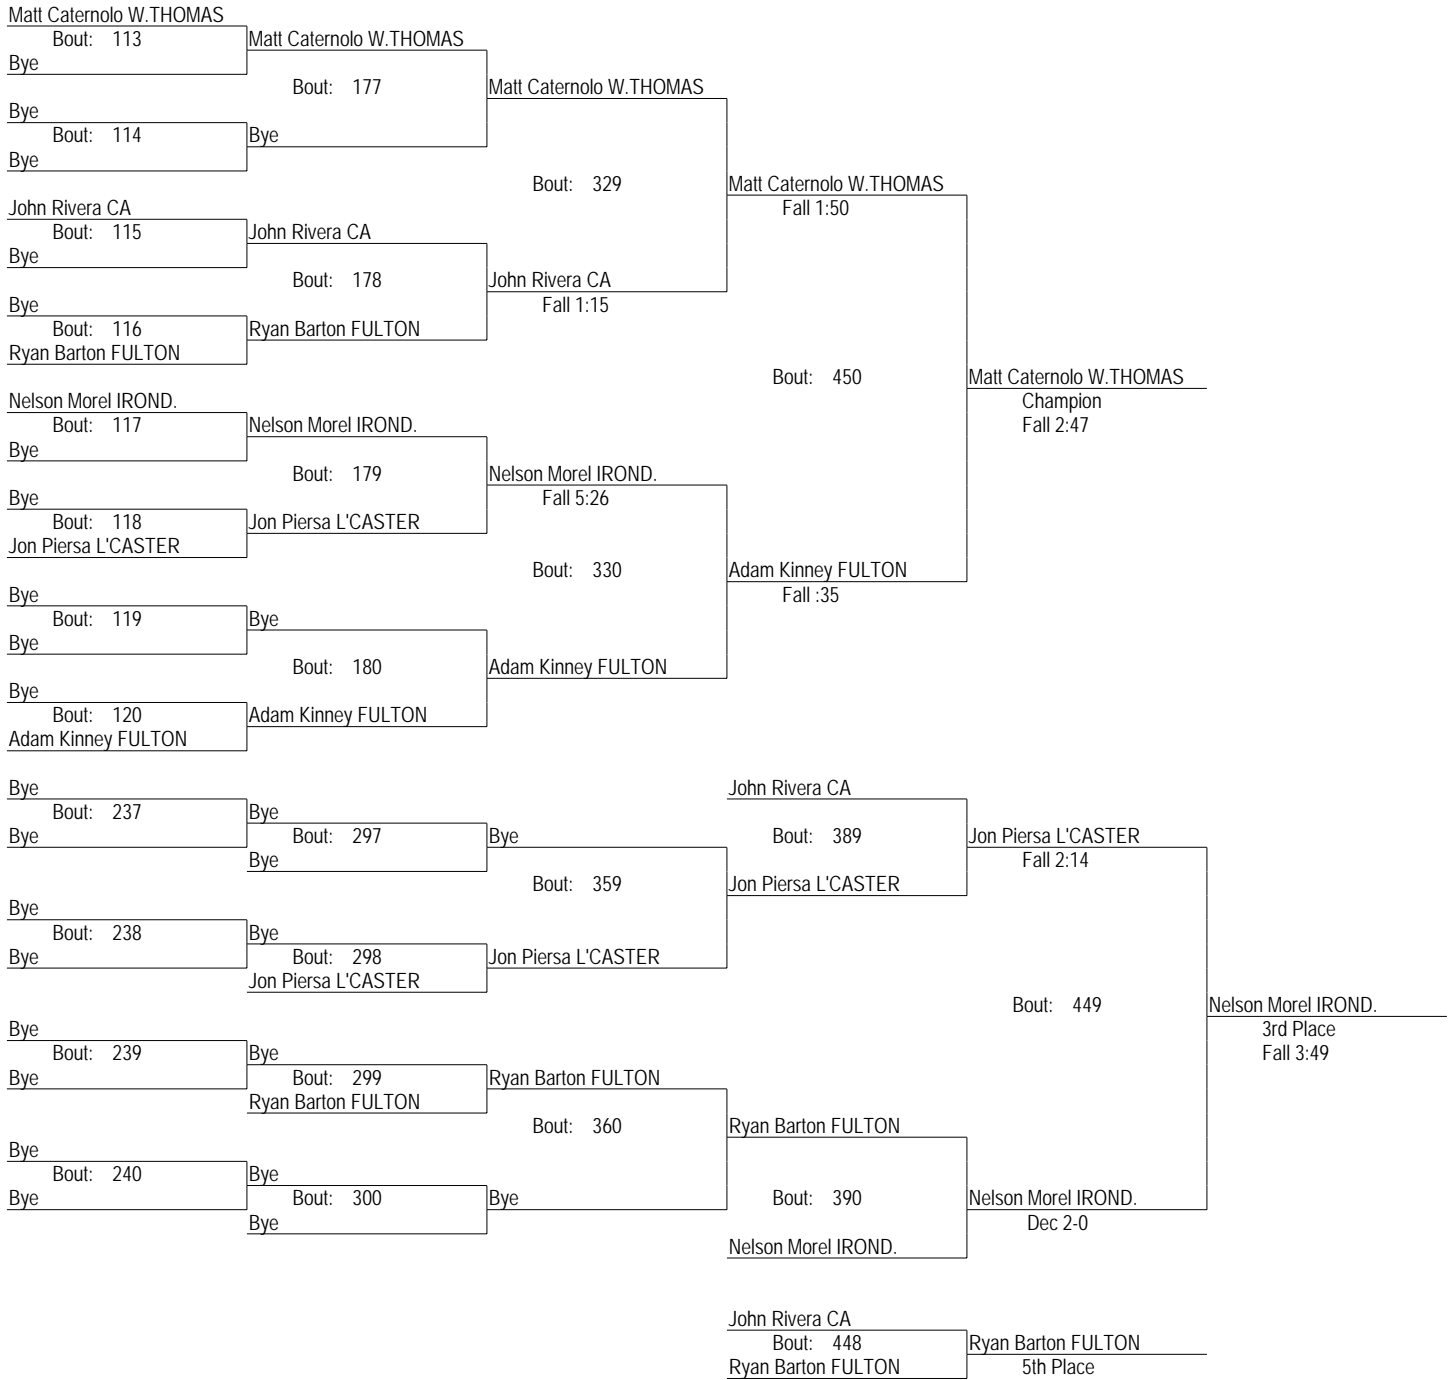 Matt Caternolo W.THOMAS
Bout: 113
Matt Caternolo W.THOMAS
Bye
Bout: 177
Matt Caternolo W.THOMAS
Bye
Bout: 114
Bye
Bye
Bout: 329
Matt Caternolo W.THOMAS
Fall 1:50
John Rivera CA
Bout: 115
John Rivera CA
Bye
Bout: 178
John Rivera CA
Fall 1:15
Bye
Bout: 116
Ryan Barton FULTON
Ryan Barton FULTON
Bout: 450
Matt Caternolo W.THOMAS
Champion
Fall 2:47
Nelson Morel IROND.
Bout: 117
Nelson Morel IROND.
Bye
Bout: 179
Nelson Morel IROND.
Fall 5:26
Bye
Bout: 118
Jon Piersa L'CASTER
Jon Piersa L'CASTER
Bout: 330
Adam Kinney FULTON
Fall :35
Bye
Bout: 119
Bye
Bye
Bout: 180
Adam Kinney FULTON
Bye
Bout: 120
Adam Kinney FULTON
Adam Kinney FULTON
Bye
Bout: 237
Bye
Bye
Bout: 297
Bye
Bye
Bout: 359
John Rivera CA
Bout: 389
Jon Piersa L'CASTER
Jon Piersa L'CASTER
Fall 2:14
Bye
Bout: 238
Bye
Bye
Bout: 298
Jon Piersa L'CASTER
Jon Piersa L'CASTER
Bout: 449
Nelson Morel IROND.
3rd Place
Fall 3:49
Bye
Bout: 239
Bye
Bye
Bout: 299
Ryan Barton FULTON
Ryan Barton FULTON
Bout: 360
Ryan Barton FULTON
Bye
Bout: 240
Bye
Bye
Bout: 300
Bye
Bye
Bout: 390
Nelson Morel IROND.
Dec 2-0
Nelson Morel IROND.
John Rivera CA
Bout: 448
Ryan Barton FULTON
Ryan Barton FULTON
5th Place